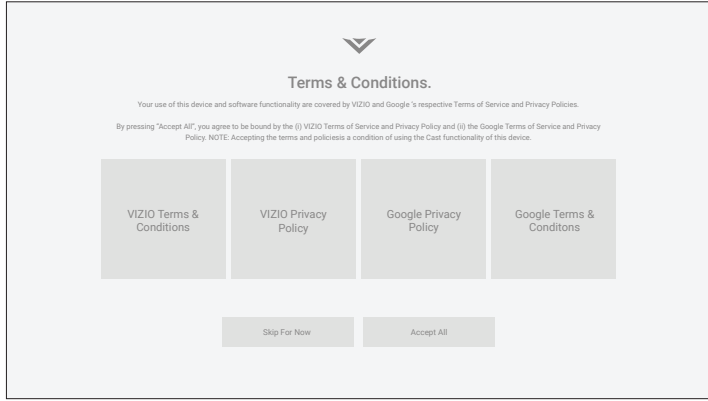 Terms & Conditions.
Your use of this device and software functionality are covered by VIZIO and Google 's respective Terms of Service and Privacy Policies.
By pressing "Accept All", you agree to be bound by the (i) VIZIO Terms of Service and Privacy Policy and (ii) the Google Terms of Service and Privacy
Policy. NOTE: Accepting the terms and policiesis a condition of using the Cast functionality of this device.
VIZIO Terms &
Conditions
VIZIO Privacy
Policy
Google Privacy
Policy
Google Terms &
Conditons
Skip For Now
Accept All